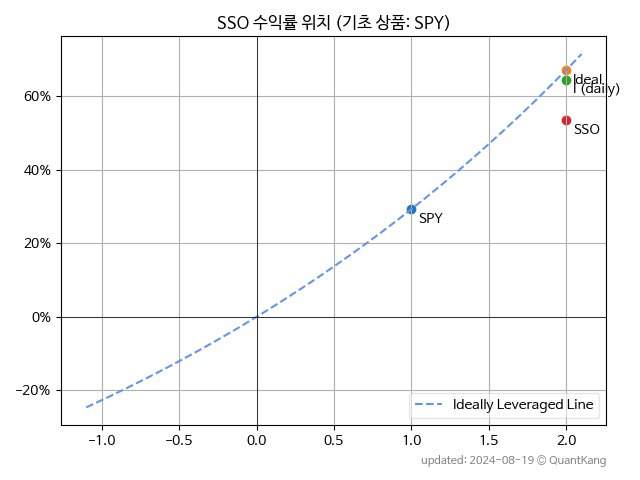 SSO 수익률 위치 (기초 상품: SPY)
60%
40%
20%
0%
−20%
Ideal
l (daily)
SSO
SPY
Ideally Leveraged Line
−1.0 −0.5 0.0 0.5 1.0 1.5 2.0
updated: 2024-08-19 © QuantKang